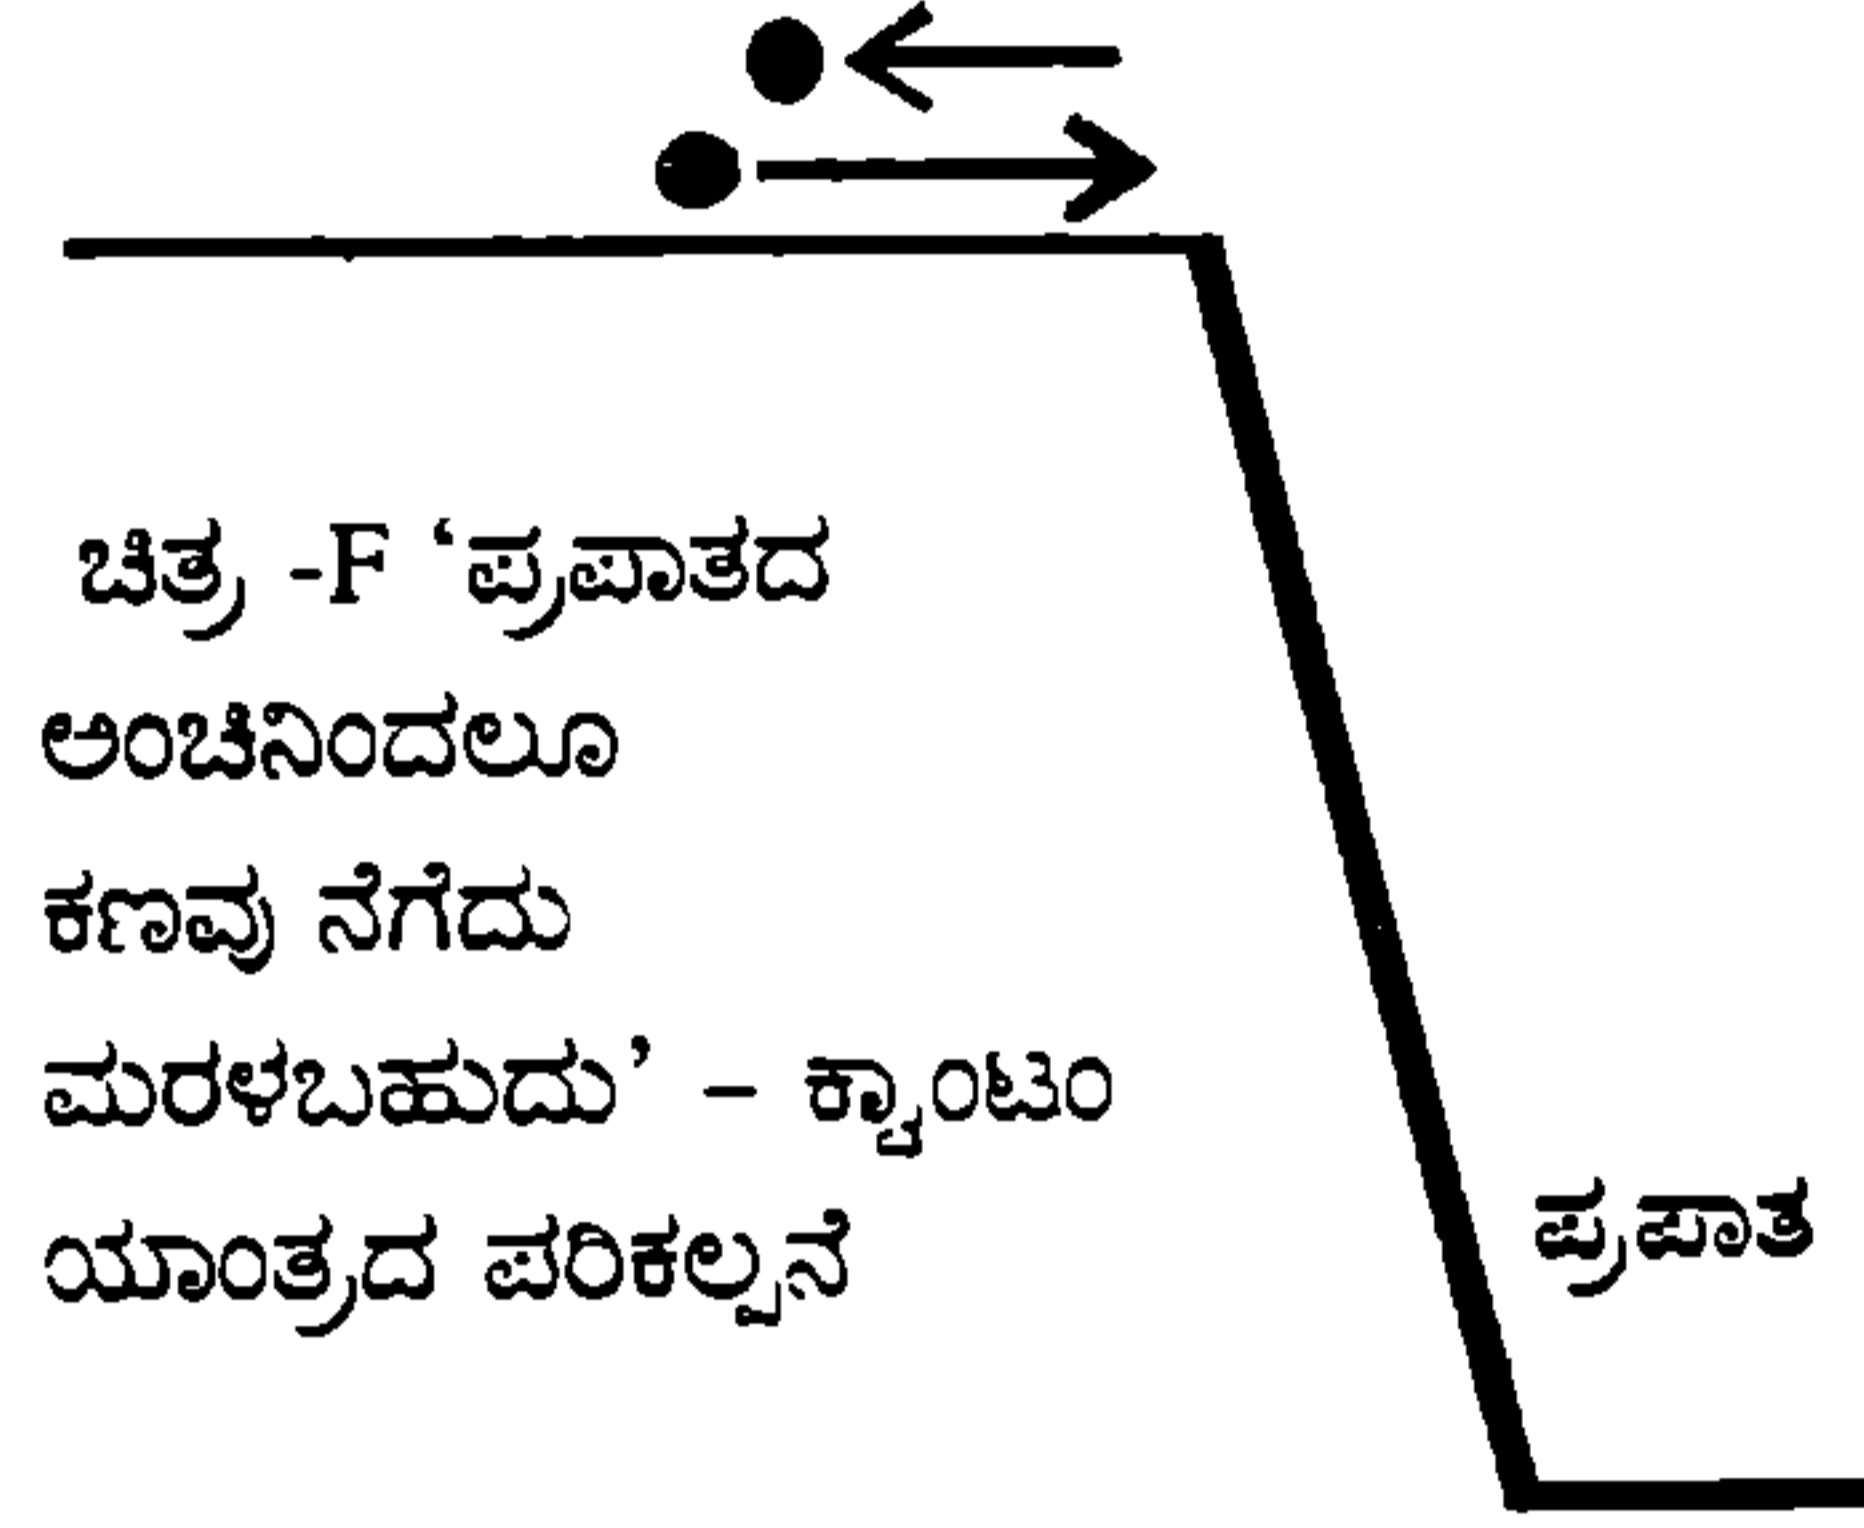 ಚಿತ್ರ -F ‘ಪ್ರಪಾತದ
ಅಂಚಿನಿಂದಲೂ
ಕಣವು ನೆಗೆದು
ಮರಳಬಹುದು’ – ಕ್ವಾಂಟಂ
ಯಾಂತ್ರದ ಪರಿಕಲ್ಪನೆ
ಪ್ರಪಾತ